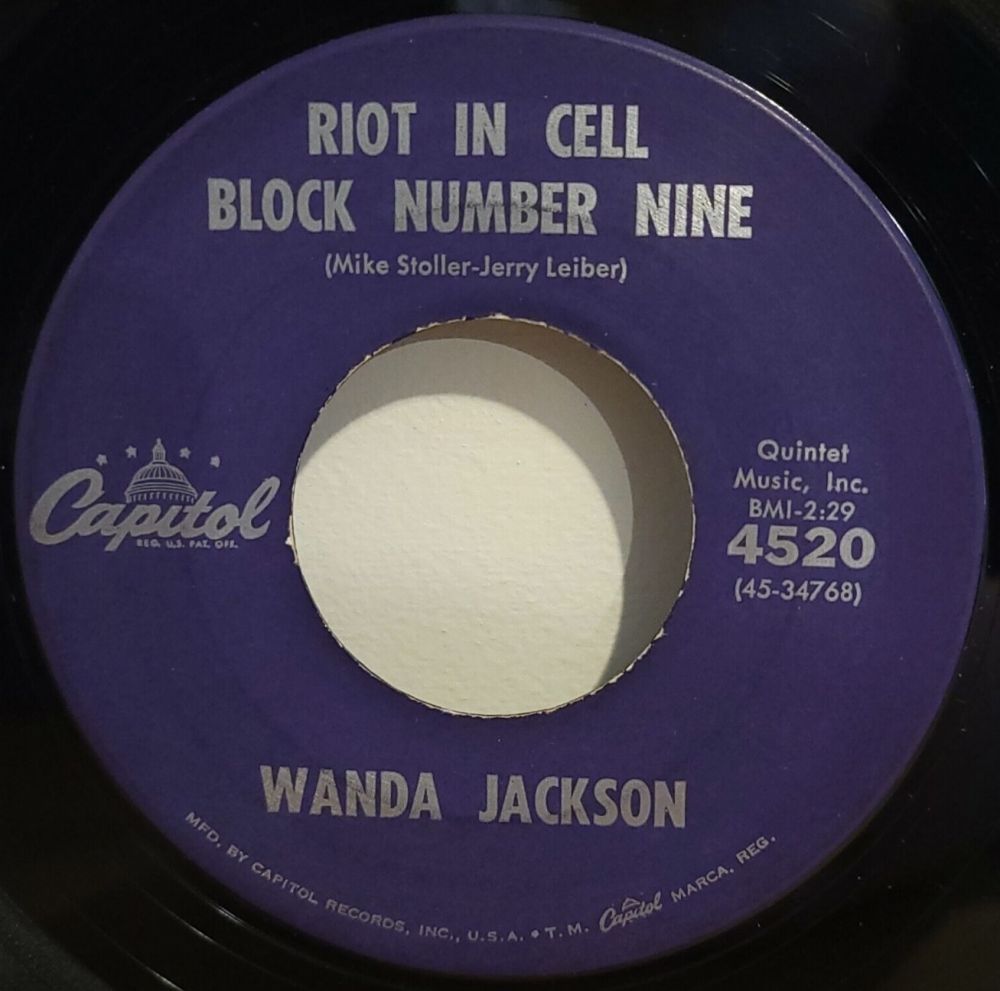 RIOT IN CELL
BLOCK NUMBER NINE
(Mike Stoller-Jerry Leiber)
Capitol
REG. U.S. PAT. OFF.
Quintet
Music, Inc.
BMI-2:29
4520
(45-34768)
WANDA JACKSON
MFD. BY CAPITOL RECORDS, INC., U.S.A. • T.M. Capitol MARCA. REG.